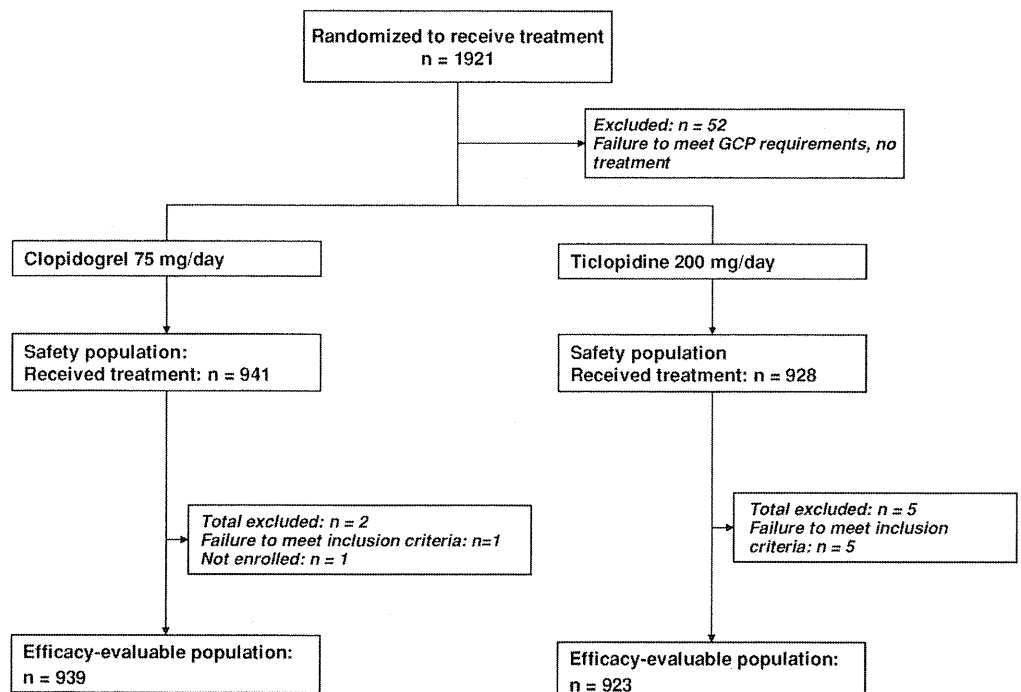 Randomized to receive treatment
n = 1921
Excluded: n = 52
Failure to meet GCP requirements, no
treatment
Clopidogrel 75 mg/day
Ticlopidine 200 mg/day
Safety population:
Received treatment: n = 941
Safety population
Received treatment: n = 928
Total excluded: n = 2
Failure to meet inclusion criteria: n=1
Not enrolled: n = 1
Total excluded: n = 5
Failure to meet inclusion
criteria: n = 5
Efficacy-evaluable population:
n = 939
Efficacy-evaluable population:
n = 923